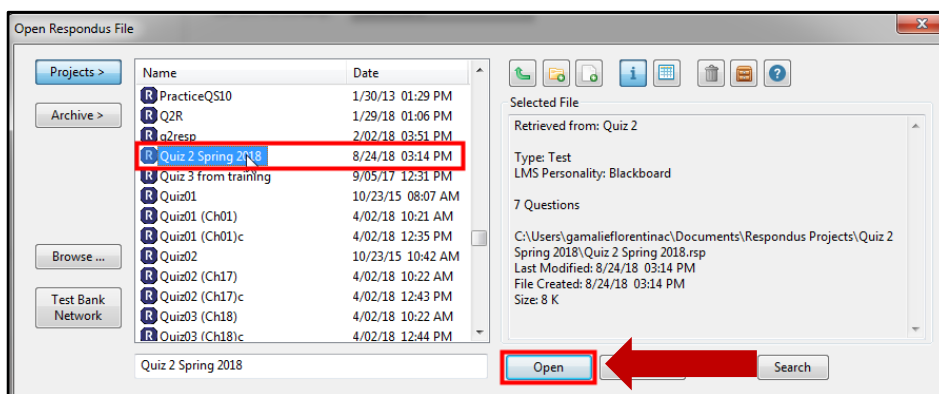 Open Respondus File
Projects >
Archive >
Browse ...
Test Bank
Network
Name Date
PracticeQS10 1/30/13 01:29 PM
Q2R 1/29/18 01:06 PM
q2resp 2/02/18 03:51 PM
Quiz 2 Spring 2018 8/24/18 03:14 PM
Quiz 3 from training 9/05/17 12:31 PM
Quiz01 10/23/15 08:07 AM
Quiz01 (Ch01) 4/02/18 10:21 AM
Quiz01 (Ch01)c 4/02/18 12:35 PM
Quiz02 10/23/15 10:42 AM
Quiz02 (Ch17) 4/02/18 10:22 AM
Quiz02 (Ch17)c 4/02/18 12:43 PM
Quiz03 (Ch18) 4/02/18 10:22 AM
Quiz03 (Ch18)c 4/02/18 12:44 PM
Quiz 2 Spring 2018
Selected File
Retrieved from: Quiz 2
Type: Test
LMS Personality: Blackboard
7 Questions
C:\Users\gamalieflorentinac\Documents\Respondus Projects\Quiz 2
Spring 2018\Quiz 2 Spring 2018.rsp
Last Modified: 8/24/18 03:14 PM
File Created: 8/24/18 03:14 PM
Size: 8 K
Open
Search